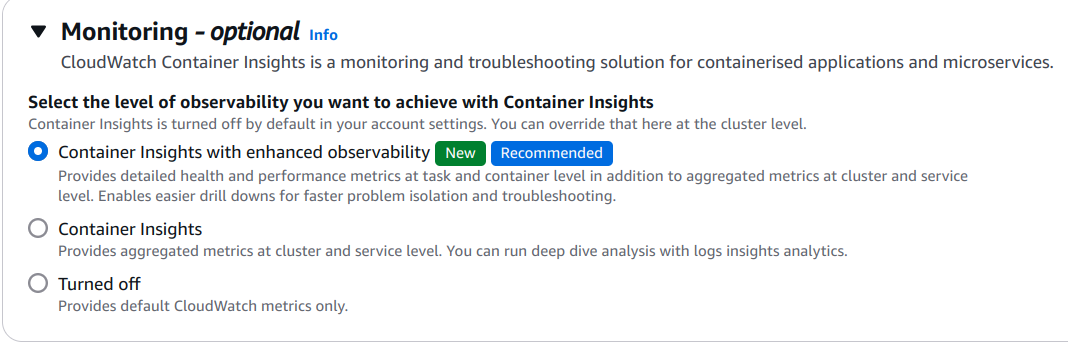 Monitoring - optional Info
CloudWatch Container Insights is a monitoring and troubleshooting solution for containerised applications and microservices.
Select the level of observability you want to achieve with Container Insights
Container Insights is turned off by default in your account settings. You can override that here at the cluster level.
Container Insights with enhanced observability New Recommended
Provides detailed health and performance metrics at task and container level in addition to aggregated metrics at cluster and service
level. Enables easier drill downs for faster problem isolation and troubleshooting.
Container Insights
Provides aggregated metrics at cluster and service level. You can run deep dive analysis with logs insights analytics.
Turned off
Provides default CloudWatch metrics only.